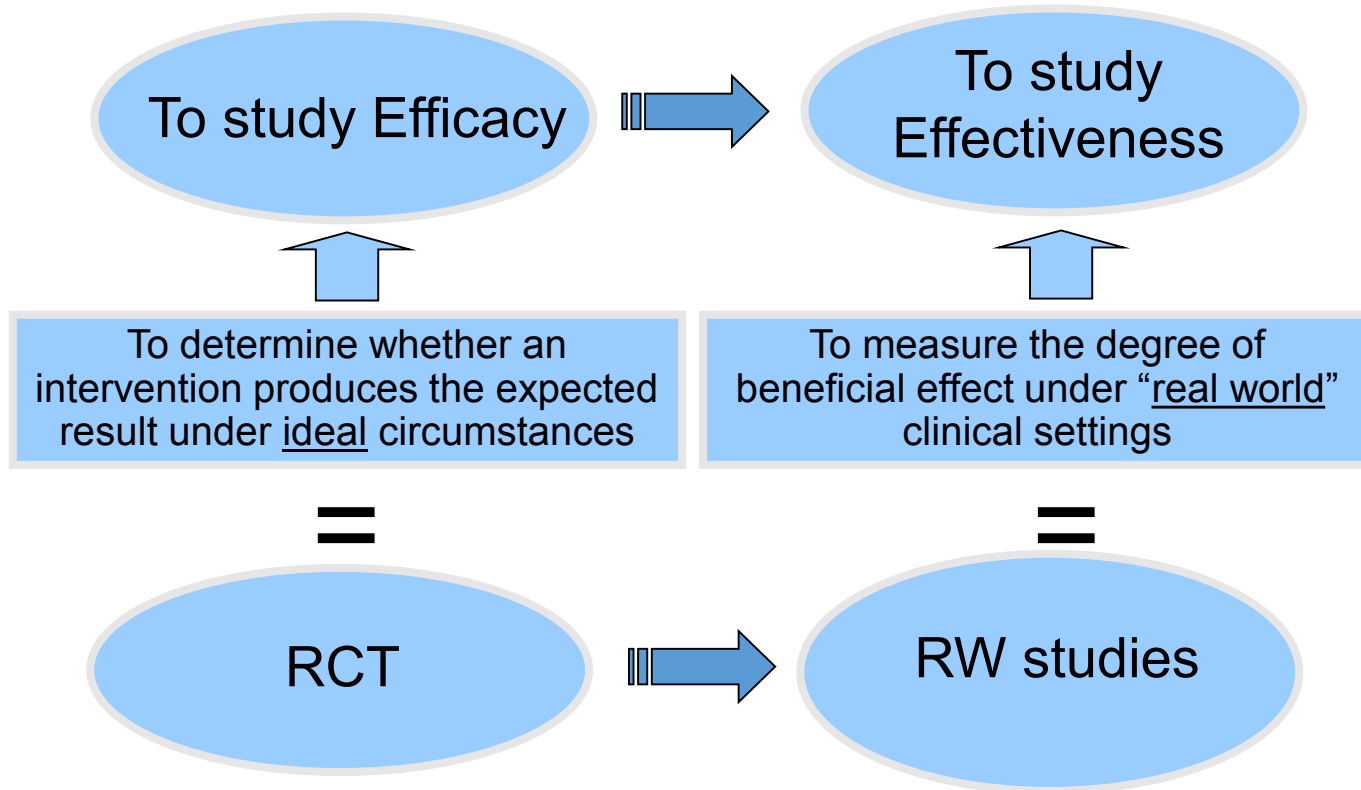 To study Efficacy
To study
Effectiveness
To determine whether an
intervention produces the expected
result under ideal circumstances
To measure the degree of
beneficial effect under “real world”
clinical settings
=
=
RCT
RW studies